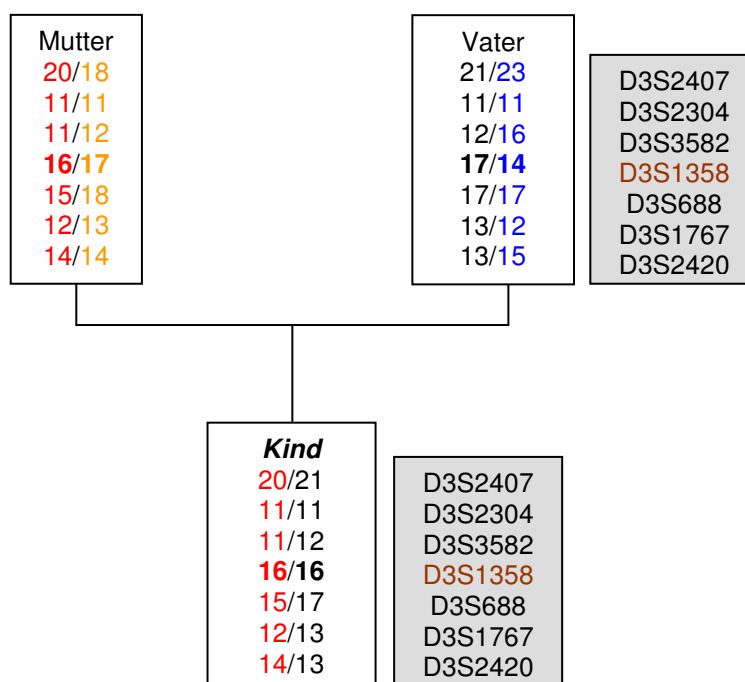 Mutter
20/18
11/11
11/12
16/17
15/18
12/13
14/14
Vater
21/23
11/11
12/16
17/14
17/17
13/12
13/15
D3S2407
D3S2304
D3S3582
D3S1358
D3S688
D3S1767
D3S2420
Kind
20/21
11/11
11/12
16/16
15/17
12/13
14/13
D3S2407
D3S2304
D3S3582
D3S1358
D3S688
D3S1767
D3S2420